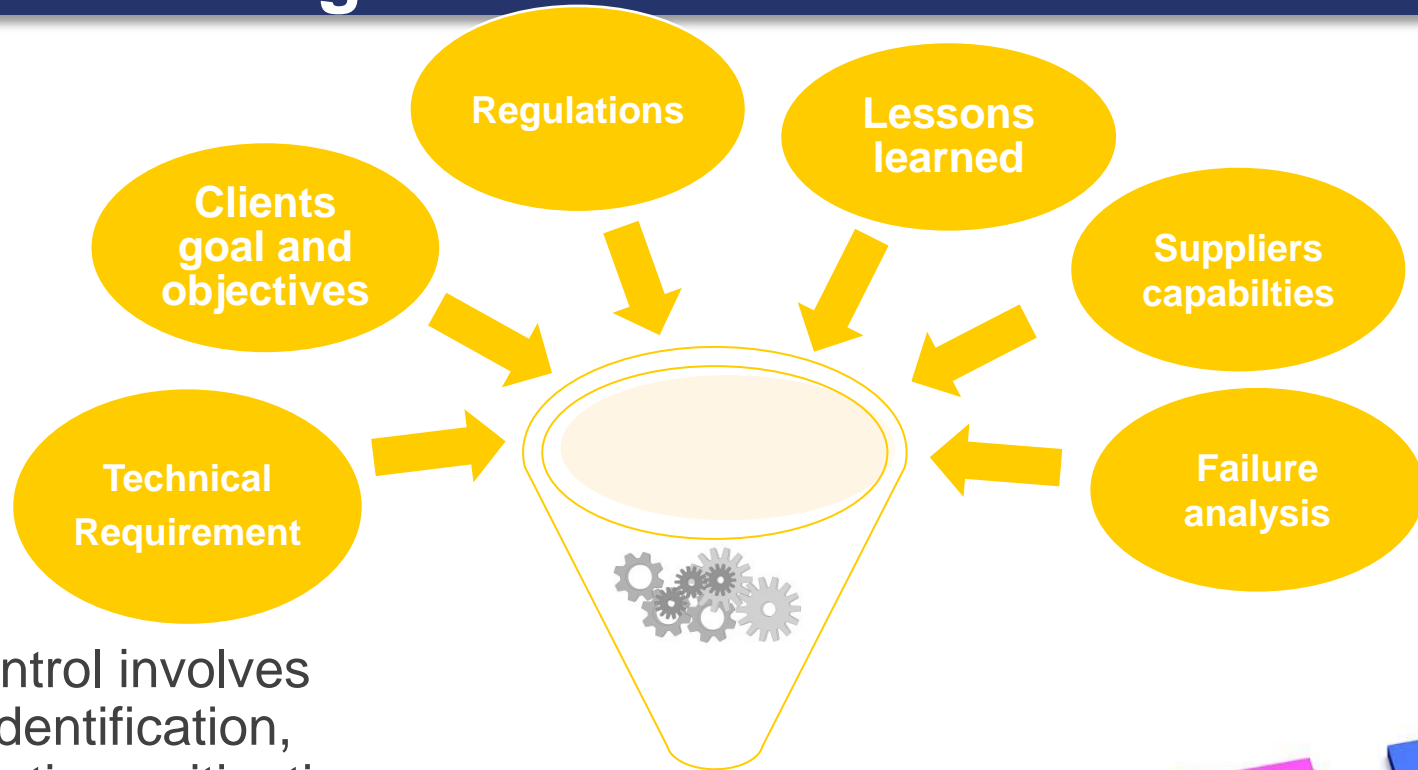 Regulations
Lessons
learned
Clients
goal and
objectives
Suppliers
capabilties
Technical
Requirement
Failure
analysis
ntrol involves
dentification,